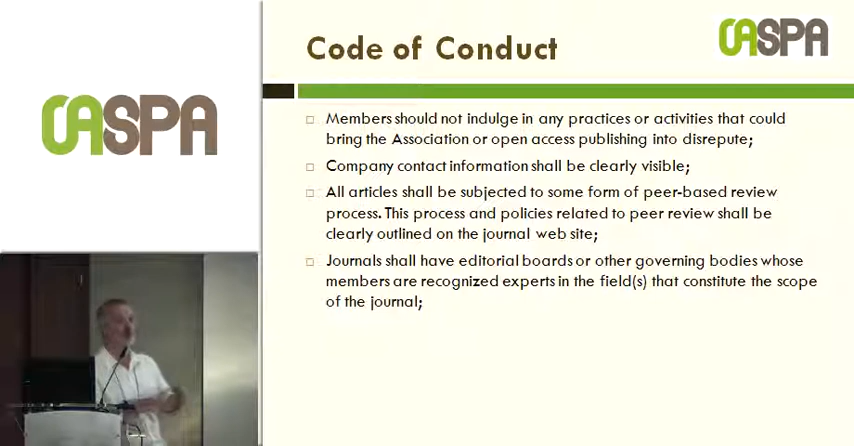 OASPA
Code of Conduct
OASPA
Members should not indulge in any practices or activities that could
bring the Association or open access publishing into disrepute;
Company contact information shall be clearly visible;
All articles shall be subjected to some form of peer-based review
process. This process and policies related to peer review shall be
clearly outlined on the journal web site;
Journals shall have editorial boards or other governing bodies whose
members are recognized experts in the field(s) that constitute the scope
of the journal;